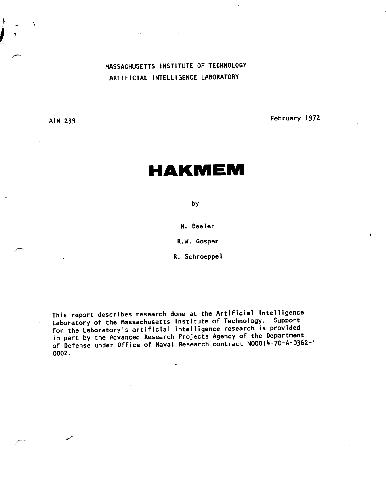 MASSACHUSETTS INSTITUTE OF TECHNOLOGY
ARTIFICIAL INTELLIGENCE LABORATORY
AIM 239
February 1972
HAKMEM
by
M. Beeler
R.W. Gosper
R. Schroeppel
This report describes research done at the Artificial Intelligence
Laboratory of the Massachusetts Institute of Technology. Support
for the Laboratory's artificial intelligence research is provided
in part by the Advanced Research Projects Agency of the Department
of Defense under Office of Naval Research contract N00014-70-A-0362-
0002.